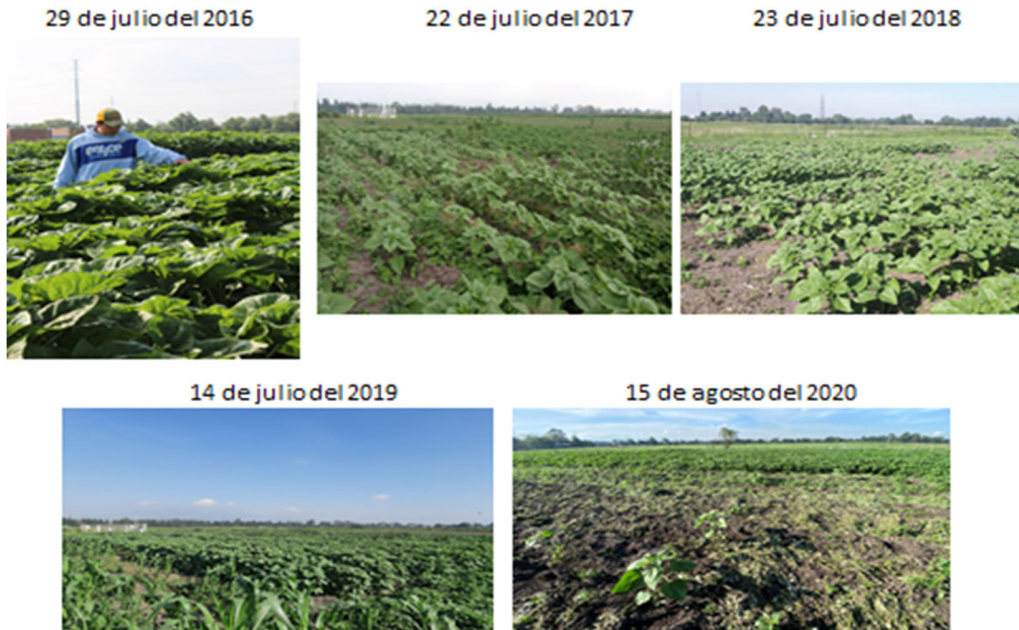 29 de julio del 2016
22 de julio del 2017
23 de julio del 2018
14 de julio del 2019
15 de agosto del 2020